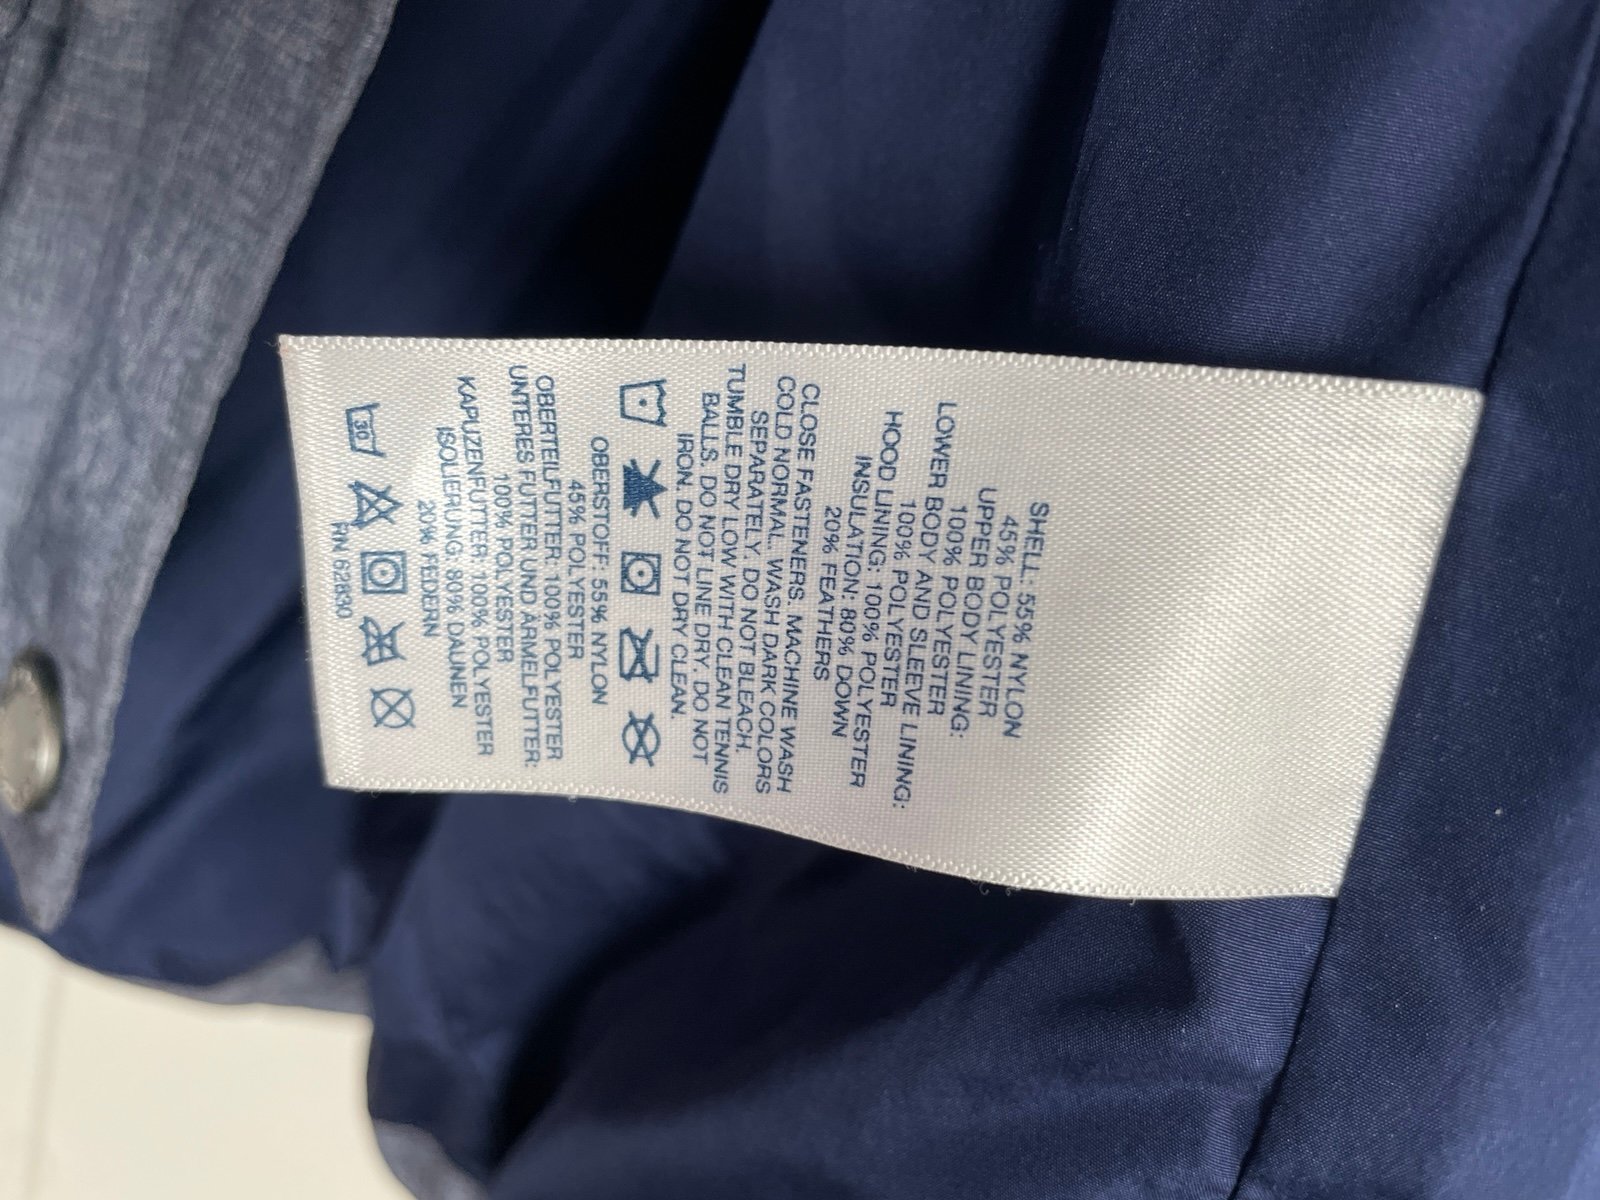 SHELL: 55% NYLON
45% POLYESTER
UPPER BODY LINING:
100% POLYESTER
LOWER BODY AND SLEEVE LINING:
100% POLYESTER
HOOD LINING: 100% POLYESTER
INSULATION: 80% DOWN
20% FEATHERS
CLOSE FASTENERS. MACHINE WASH
COLD NORMAL. WASH DARK COLORS
SEPARATELY. DO NOT BLEACH.
TUMBLE DRY LOW WITH CLEAN TENNIS
BALLS. DO NOT LINE DRY. DO NOT
IRON. DO NOT DRY CLEAN.
OBERSTOFF: 55% NYLON
45% POLYESTER
OBERTEILFUTTER: 100% POLYESTER
UNTERES FUTTER UND ÄRMELFUTTER:
100% POLYESTER
KAPUZENFUTTER: 100% POLYESTER
ISOLIERUNG: 80% DAUNEN
20% FEDERN
30
RN 62830